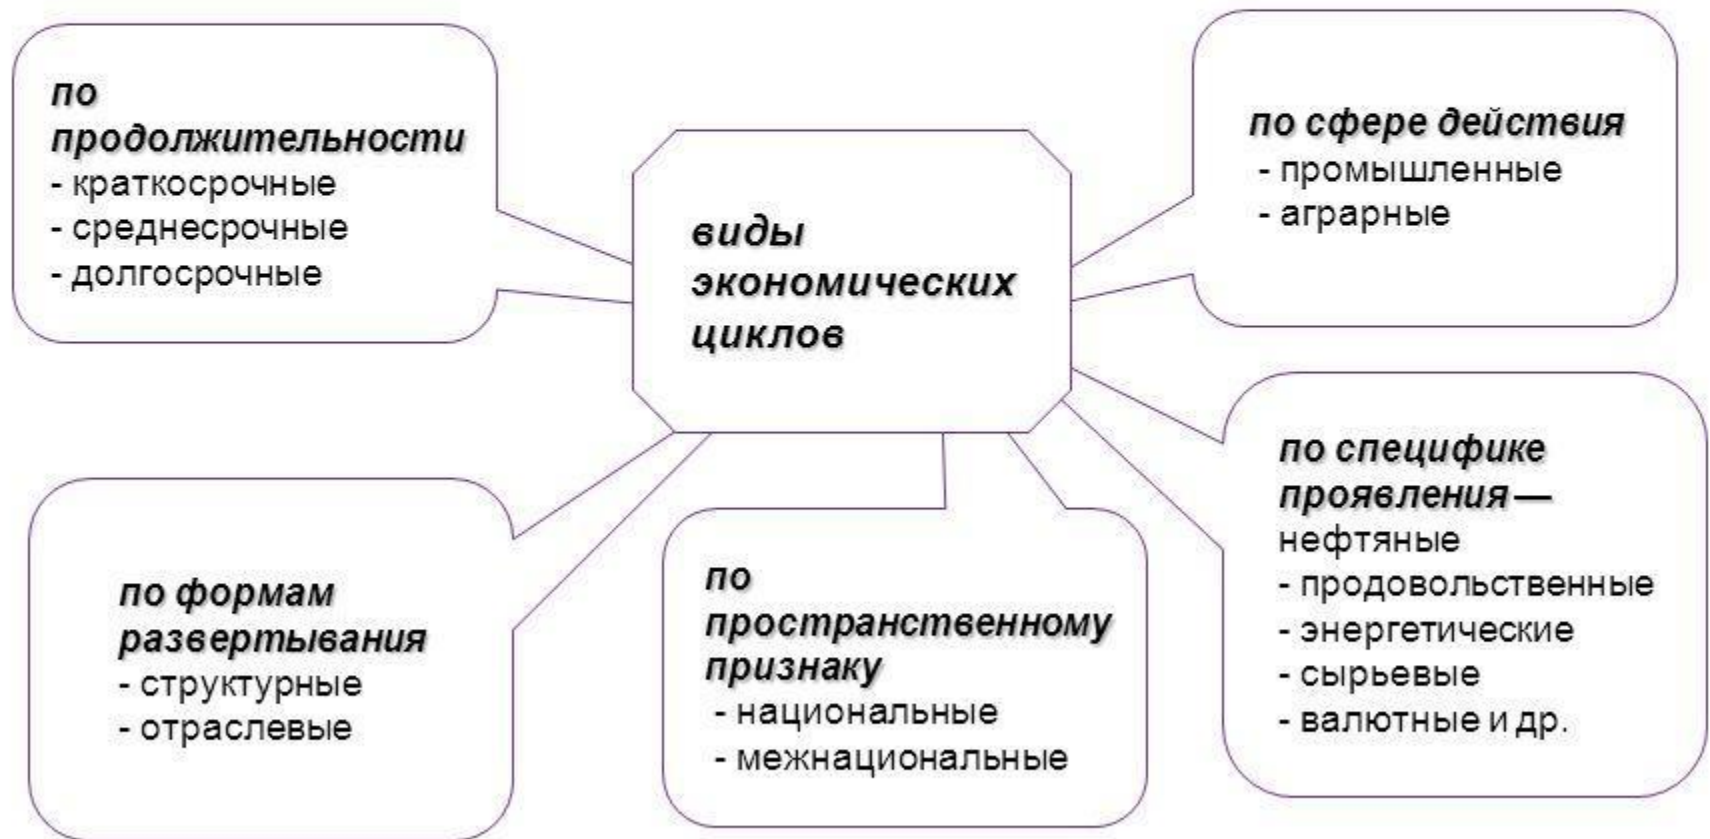 по
продолжительности
- краткосрочные
- среднесрочные
- долгосрочные
виды
экономических
циклов
по сфере действия
- промышленные
- аграрные
по формам
развертывания
- структурные
- отраслевые
по
пространственному
признаку
- национальные
- межнациональные
по специфике
проявления —
нефтяные
- продовольственные
- энергетические
- сырьевые
- валютные и др.